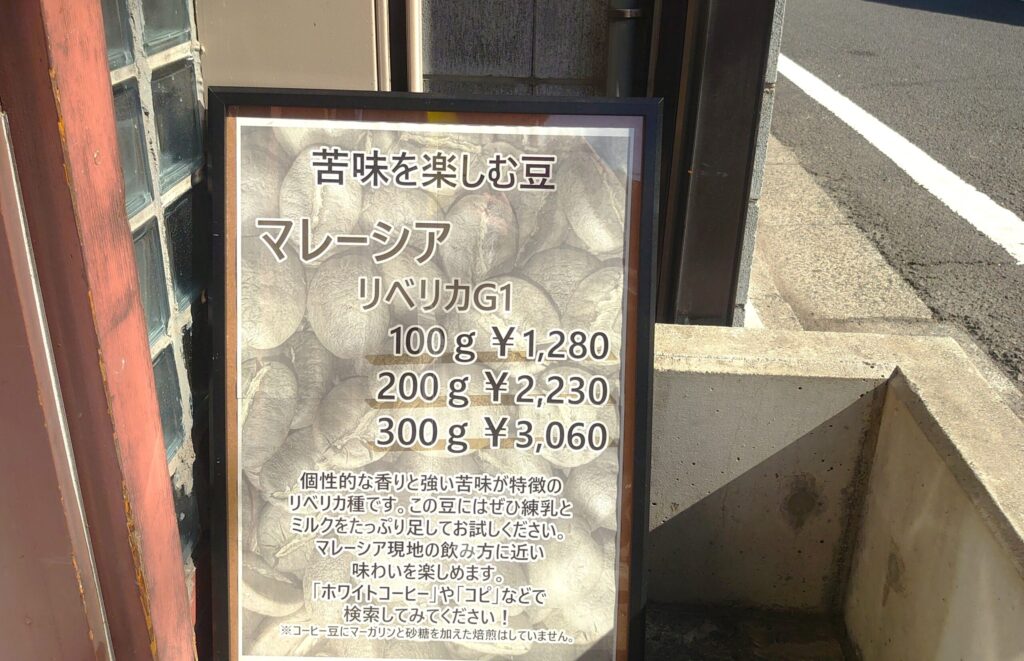 苦味を楽しむ豆
マレーシア
リベリカG1
100g ¥1,280
200g ¥2,230
300g ¥3,060
個性的な香りと強い苦味が特徴の
リベリカ種です。この豆にはぜひ練乳と
ミルクをたっぷり足してお試しください。
マレーシア現地の飲み方に近い
味わいを楽しめます。
「ホワイトコーヒー」や「コピ」などで
検索してみてください！
※コーヒー豆にマーガリンと砂糖を加えた焙煎はしていません。